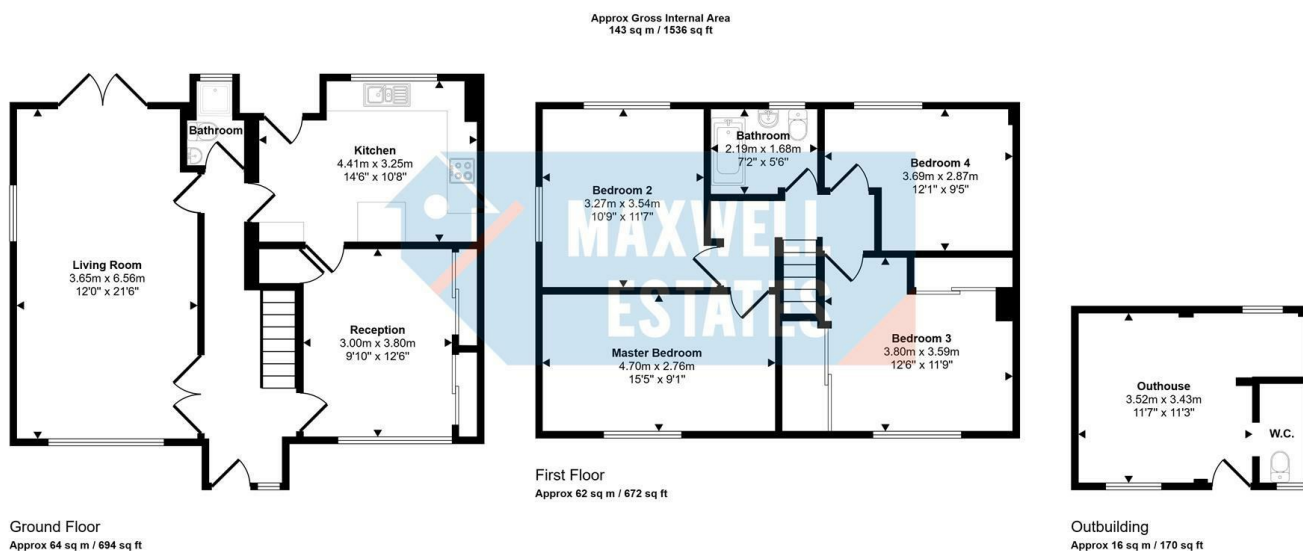 Approx Gross Internal Area
143 sq m / 1536 sq ft
Bathroom
Kitchen
4.41m x 3.25m
14'6" x 10'8"
Living Room
3.65m x 6.56m
12'0" x 21'6"
Reception
3.00m x 3.80m
9'10" x 12'6"
Ground Floor
Approx 64 sq m / 694 sq ft
Bathroom
2.19m x 1.68m
7'2" x 5'6"
Bedroom 2
3.27m x 3.54m
10'9" x 11'7"
Bedroom 4
3.69m x 2.87m
12'1" x 9'5"
MAXWELL
ESTATES
Master Bedroom
4.70m x 2.76m
15'5" x 9'1"
Bedroom 3
3.80m x 3.59m
12'6" x 11'9"
First Floor
Approx 62 sq m / 672 sq ft
Outhouse
3.52m x 3.43m
11'7" x 11'3"
W.C.
Outbuilding
Approx 16 sq m / 170 sq ft